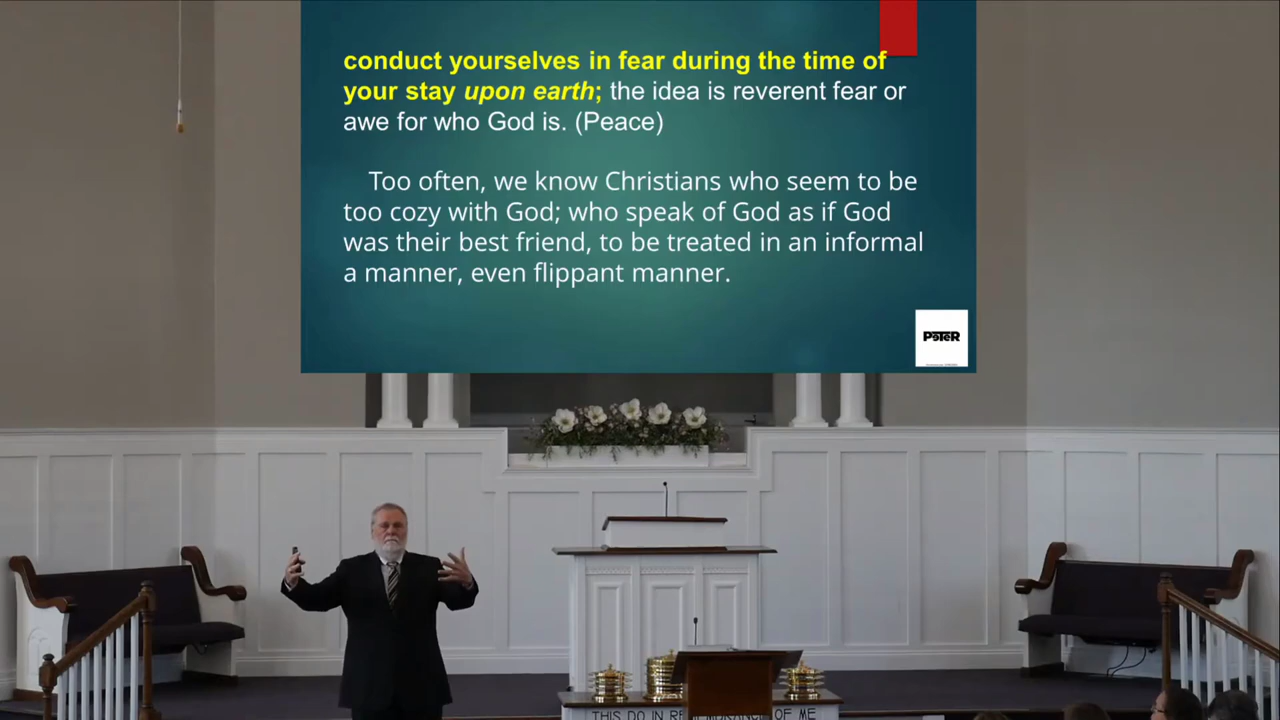 conduct yourselves in fear during the time of
your stay upon earth; the idea is reverent fear or
awe for who God is. (Peace)
Too often, we know Christians who seem to be
too cozy with God; who speak of God as if God
was their best friend, to be treated in an informal
a manner, even flippant manner.
PeTeR
THIS DO IN OF ME